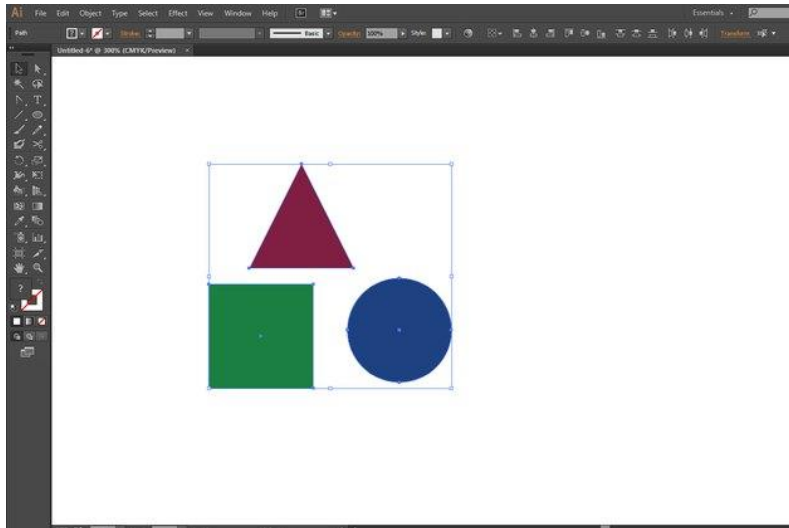 Ai File Edit Object Type Select Effect View Window Help Br Essentials
Path ? Stroke: Basic Opacity: 100% Style: Transform
Untitled-6* @ 300% (CMYK/Preview) ×
T
?